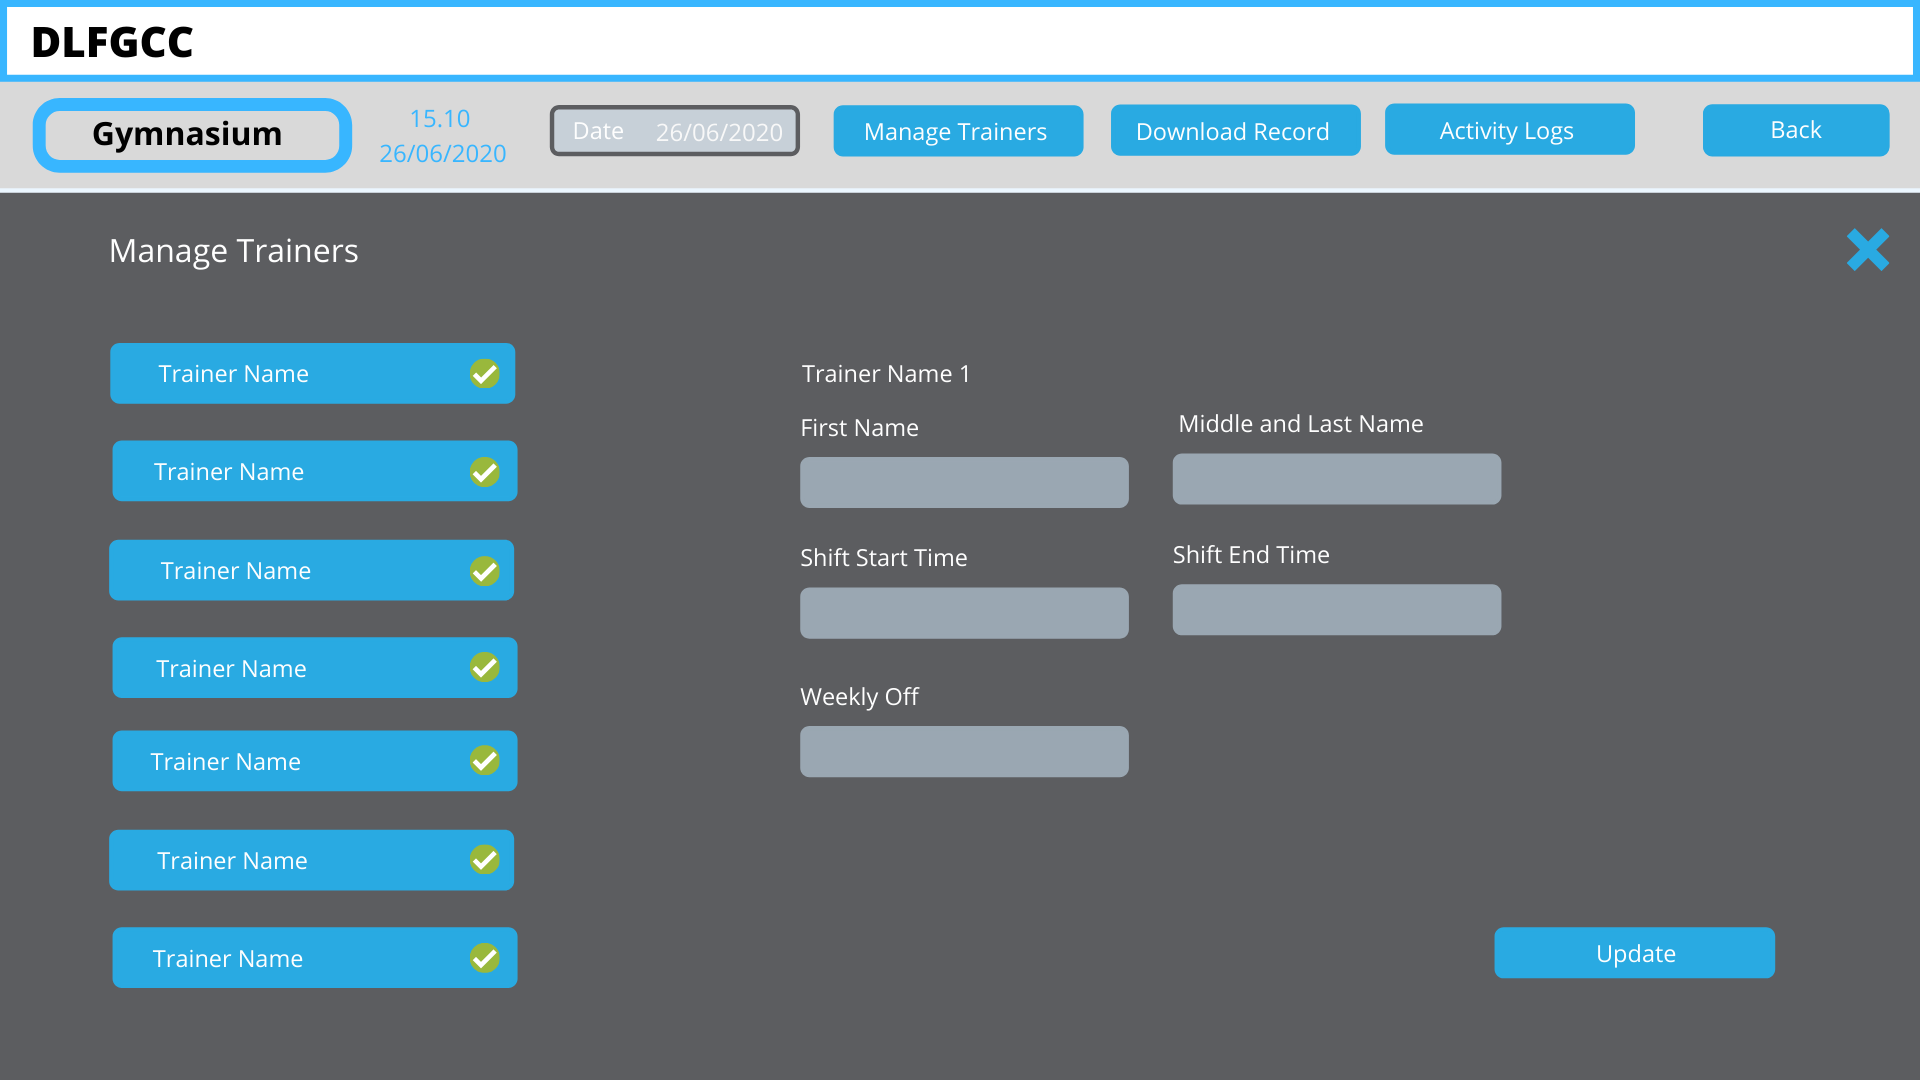 DLFGCC
Gymnasium
15.10
26/06/2020
Date 26/06/2020
Manage Trainers
Download Record
Activity Logs
Back
Manage Trainers
Trainer Name
Trainer Name
Trainer Name
Trainer Name
Trainer Name
Trainer Name
Trainer Name
Trainer Name 1
First Name
Middle and Last Name
Shift Start Time
Shift End Time
Weekly Off
Update